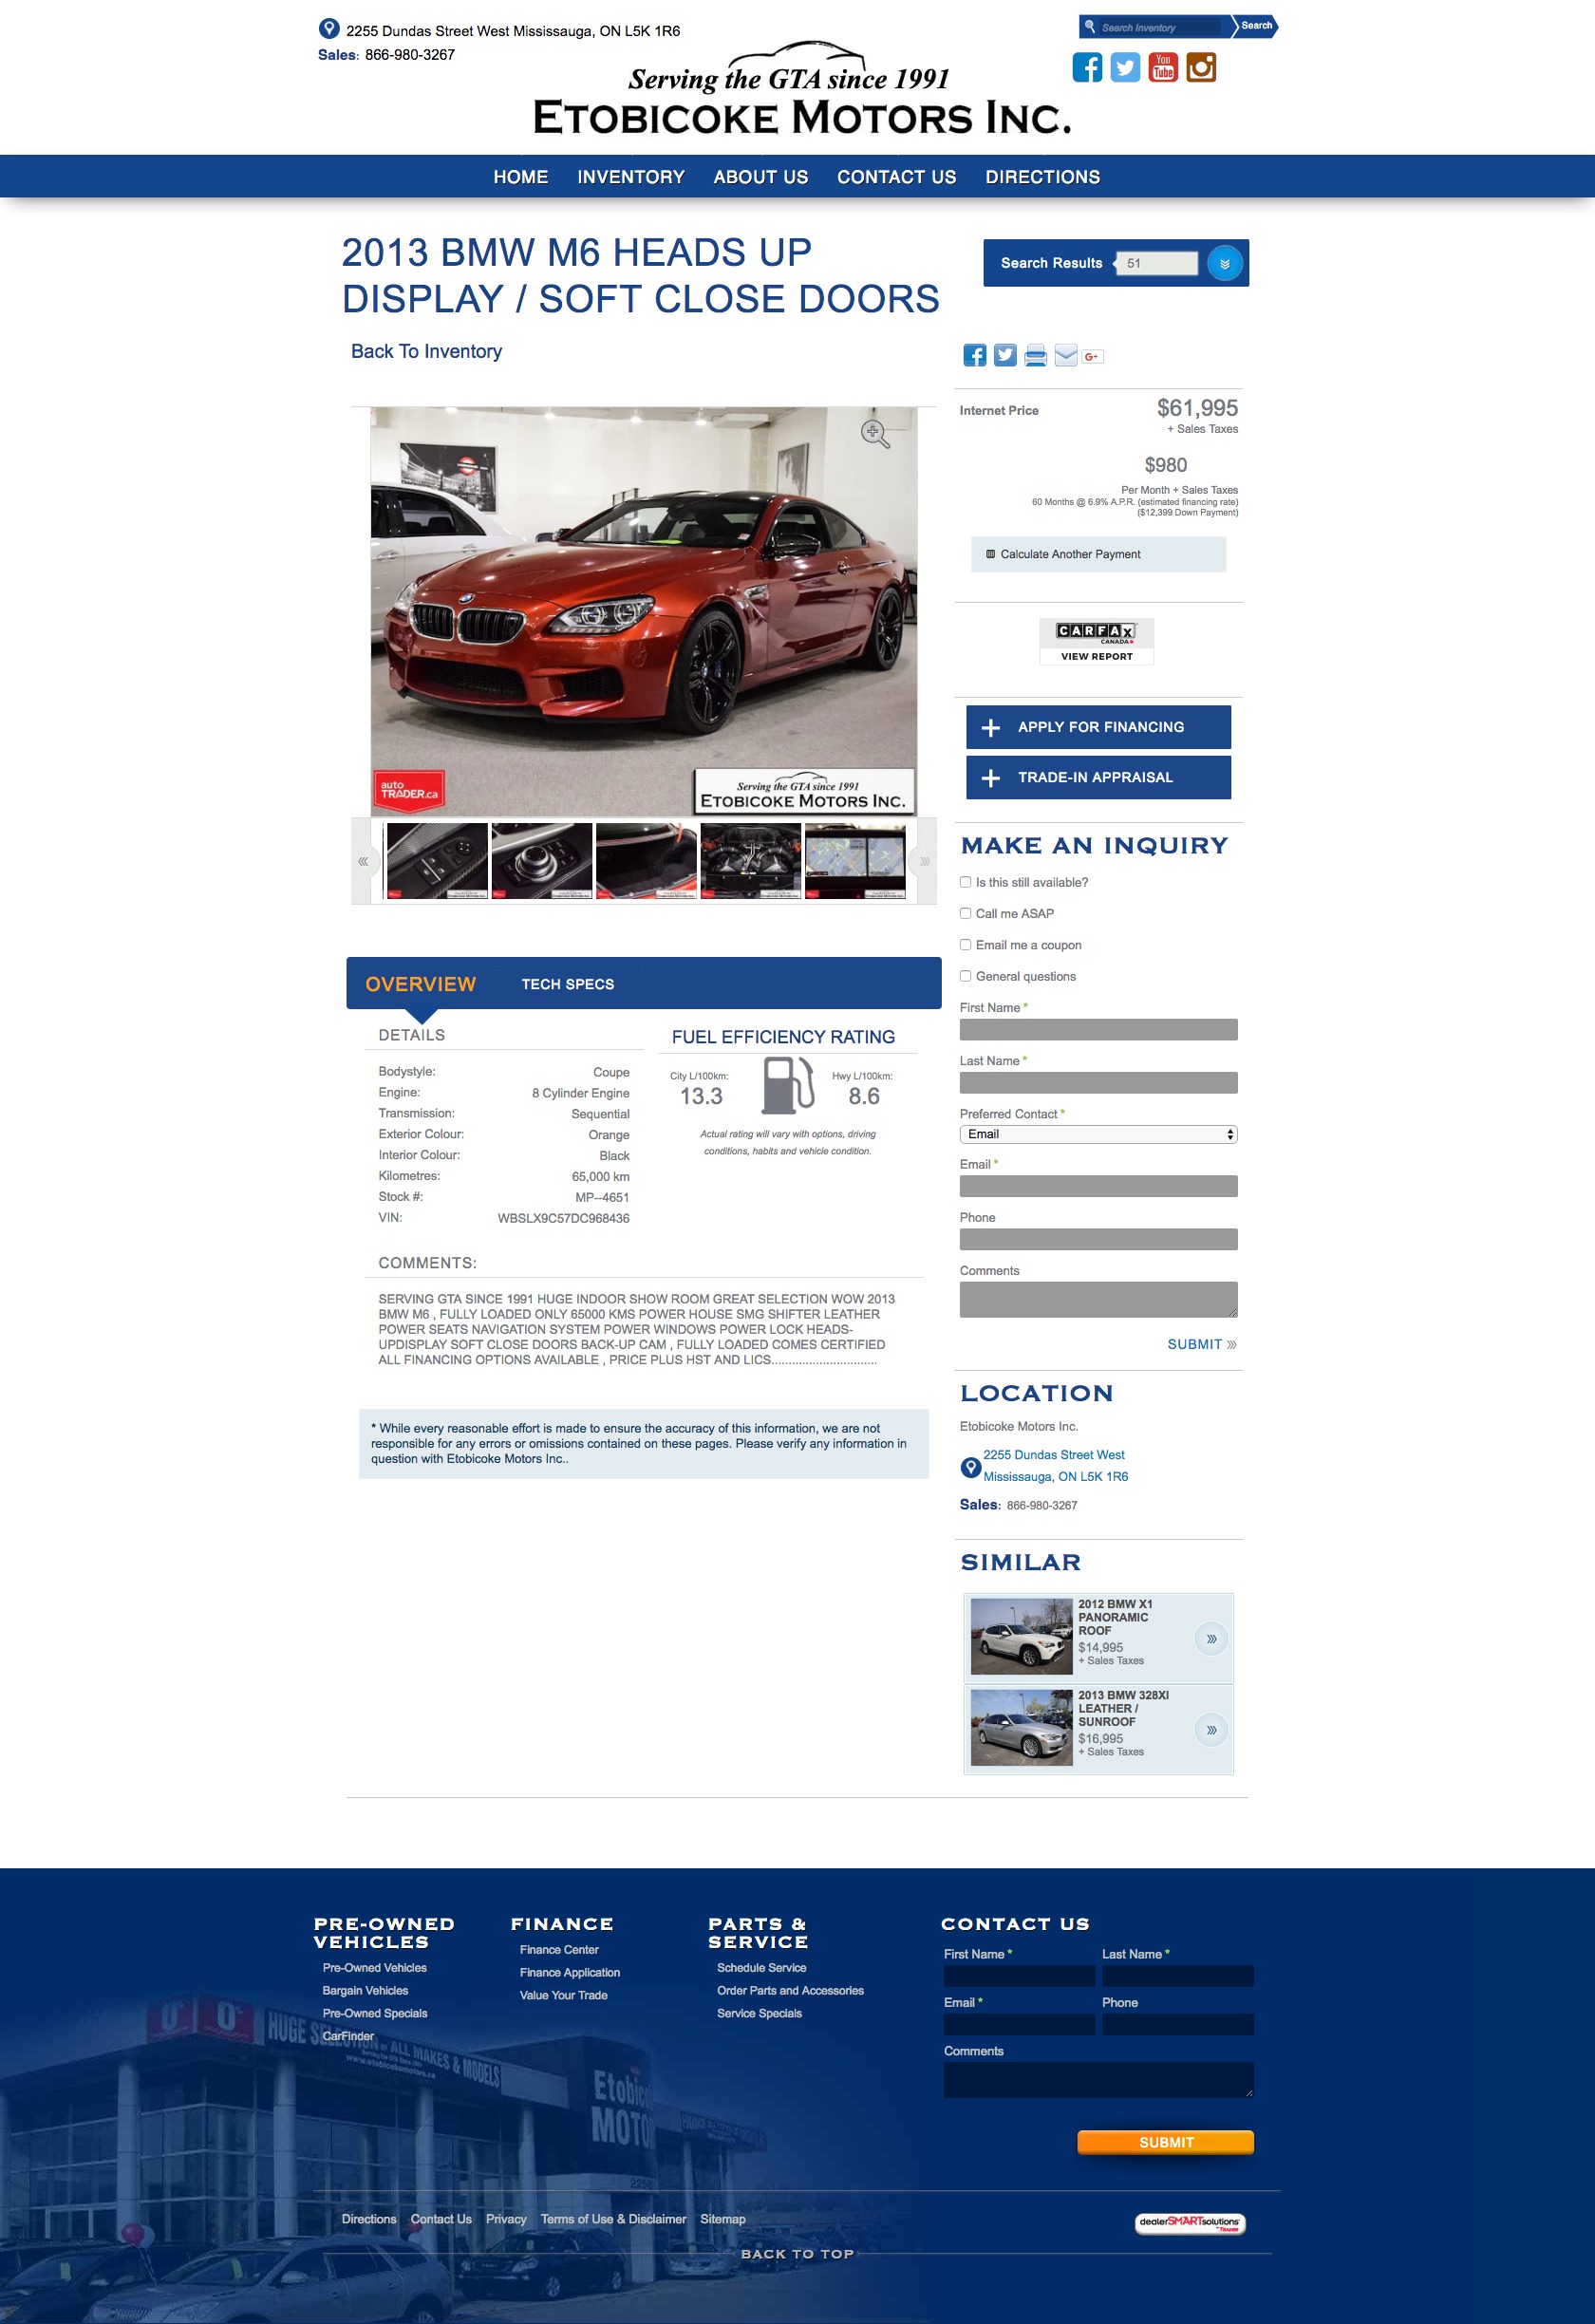 2255 Dundas Street West Mississauga, ON L5K 1R6
Sales: 866-980-3267
Search Inventory
Search
Serving the GTA since 1991
ETOBICOKE MOTORS INC.
You
Tube
HOME INVENTORY ABOUT US CONTACT US DIRECTIONS
2013 BMW M6 HEADS UP
DISPLAY / SOFT CLOSE DOORS
Search Results 51
Back To Inventory
G+
auto
TRADER.ca
Serving the GTA since 1991
ETOBICOKE MOTORS INC.
Internet Price $61,995
+ Sales Taxes
$980
Per Month + Sales Taxes
60 Months @ 6.9% A.P.R. (estimated financing rate)
($12,399 Down Payment)
Calculate Another Payment
CARFAX
CANADA
VIEW REPORT
APPLY FOR FINANCING
TRADE-IN APPRAISAL
MAKE AN INQUIRY
Is this still available?
Call me ASAP
Email me a coupon
General questions
First Name *
Last Name *
Preferred Contact *
Email
Email *
Phone
Comments
SUBMIT
OVERVIEW TECH SPECS
DETAILS
Bodystyle: Coupe
Engine: 8 Cylinder Engine
Transmission: Sequential
Exterior Colour: Orange
Interior Colour: Black
Kilometres: 65,000 km
Stock #: MP--4651
VIN: WBSLX9C57DC968436
FUEL EFFICIENCY RATING
City L/100km: Hwy L/100km:
13.3 8.6
Actual rating will vary with options, driving
conditions, habits and vehicle condition.
COMMENTS:
SERVING GTA SINCE 1991 HUGE INDOOR SHOW ROOM GREAT SELECTION WOW 2013
BMW M6 , FULLY LOADED ONLY 65000 KMS POWER HOUSE SMG SHIFTER LEATHER
POWER SEATS NAVIGATION SYSTEM POWER WINDOWS POWER LOCK HEADS-
UPDISPLAY SOFT CLOSE DOORS BACK-UP CAM , FULLY LOADED COMES CERTIFIED
ALL FINANCING OPTIONS AVAILABLE , PRICE PLUS HST AND LICS...............................
* While every reasonable effort is made to ensure the accuracy of this information, we are not
responsible for any errors or omissions contained on these pages. Please verify any information in
question with Etobicoke Motors Inc..
LOCATION
Etobicoke Motors Inc.
2255 Dundas Street West
Mississauga, ON L5K 1R6
Sales: 866-980-3267
SIMILAR
2012 BMW X1
PANORAMIC
ROOF
$14,995
+ Sales Taxes
2013 BMW 328XI
LEATHER /
SUNROOF
$16,995
+ Sales Taxes
PRE-OWNED
VEHICLES
Pre-Owned Vehicles
Bargain Vehicles
Pre-Owned Specials
CarFinder
FINANCE
Finance Center
Finance Application
Value Your Trade
PARTS &
SERVICE
Schedule Service
Order Parts and Accessories
Service Specials
CONTACT US
First Name * Last Name *
Email * Phone
Comments
SUBMIT
HUGE SELECTION OF ALL MAKES & MODELS
www.etobicokemotors.ca
Directions Contact Us Privacy Terms of Use & Disclaimer Sitemap
dealerSMARTsolutions
BACK TO TOP